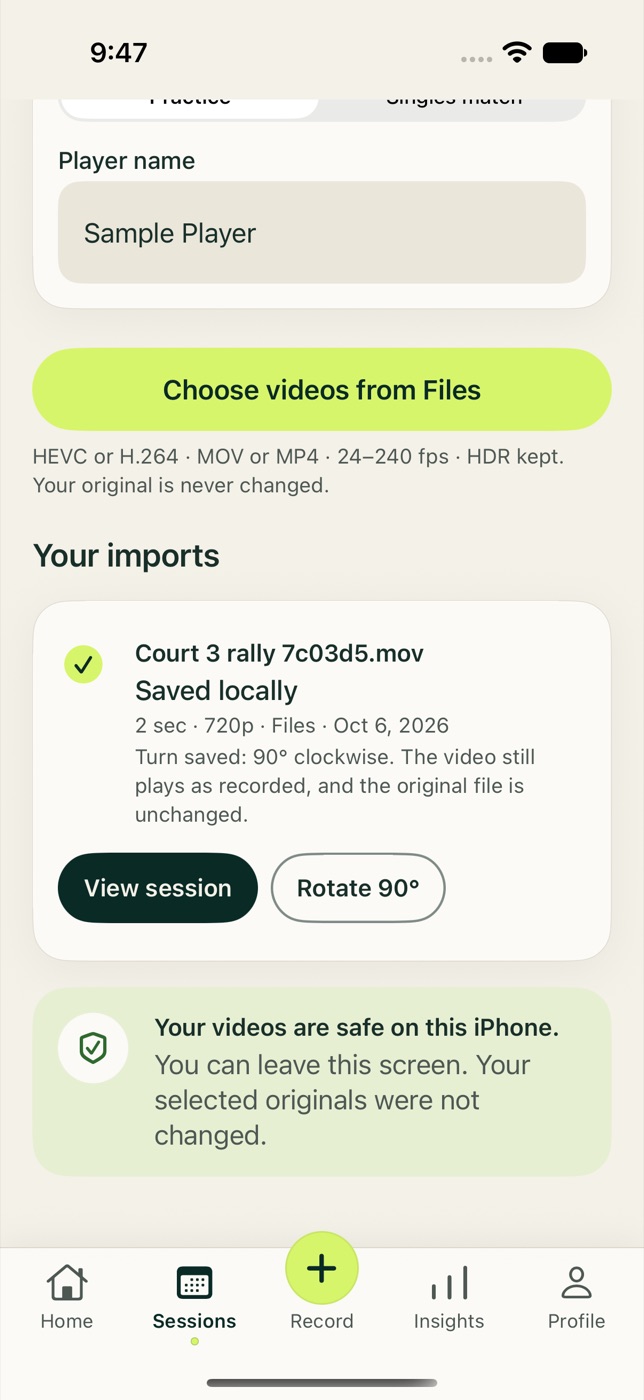 9:47
Practice
Singles match
Player name
Sample Player
Choose videos from Files
HEVC or H.264 · MOV or MP4 · 24–240 fps · HDR kept.
Your original is never changed.
Your imports
Court 3 rally 7c03d5.mov
Saved locally
2 sec · 720p · Files · Oct 6, 2026
Turn saved: 90° clockwise. The video still
plays as recorded, and the original file is
unchanged.
View session
Rotate 90°
Your videos are safe on this iPhone.
You can leave this screen. Your
selected originals were not
changed.
Home
Sessions
Record
Insights
Profile